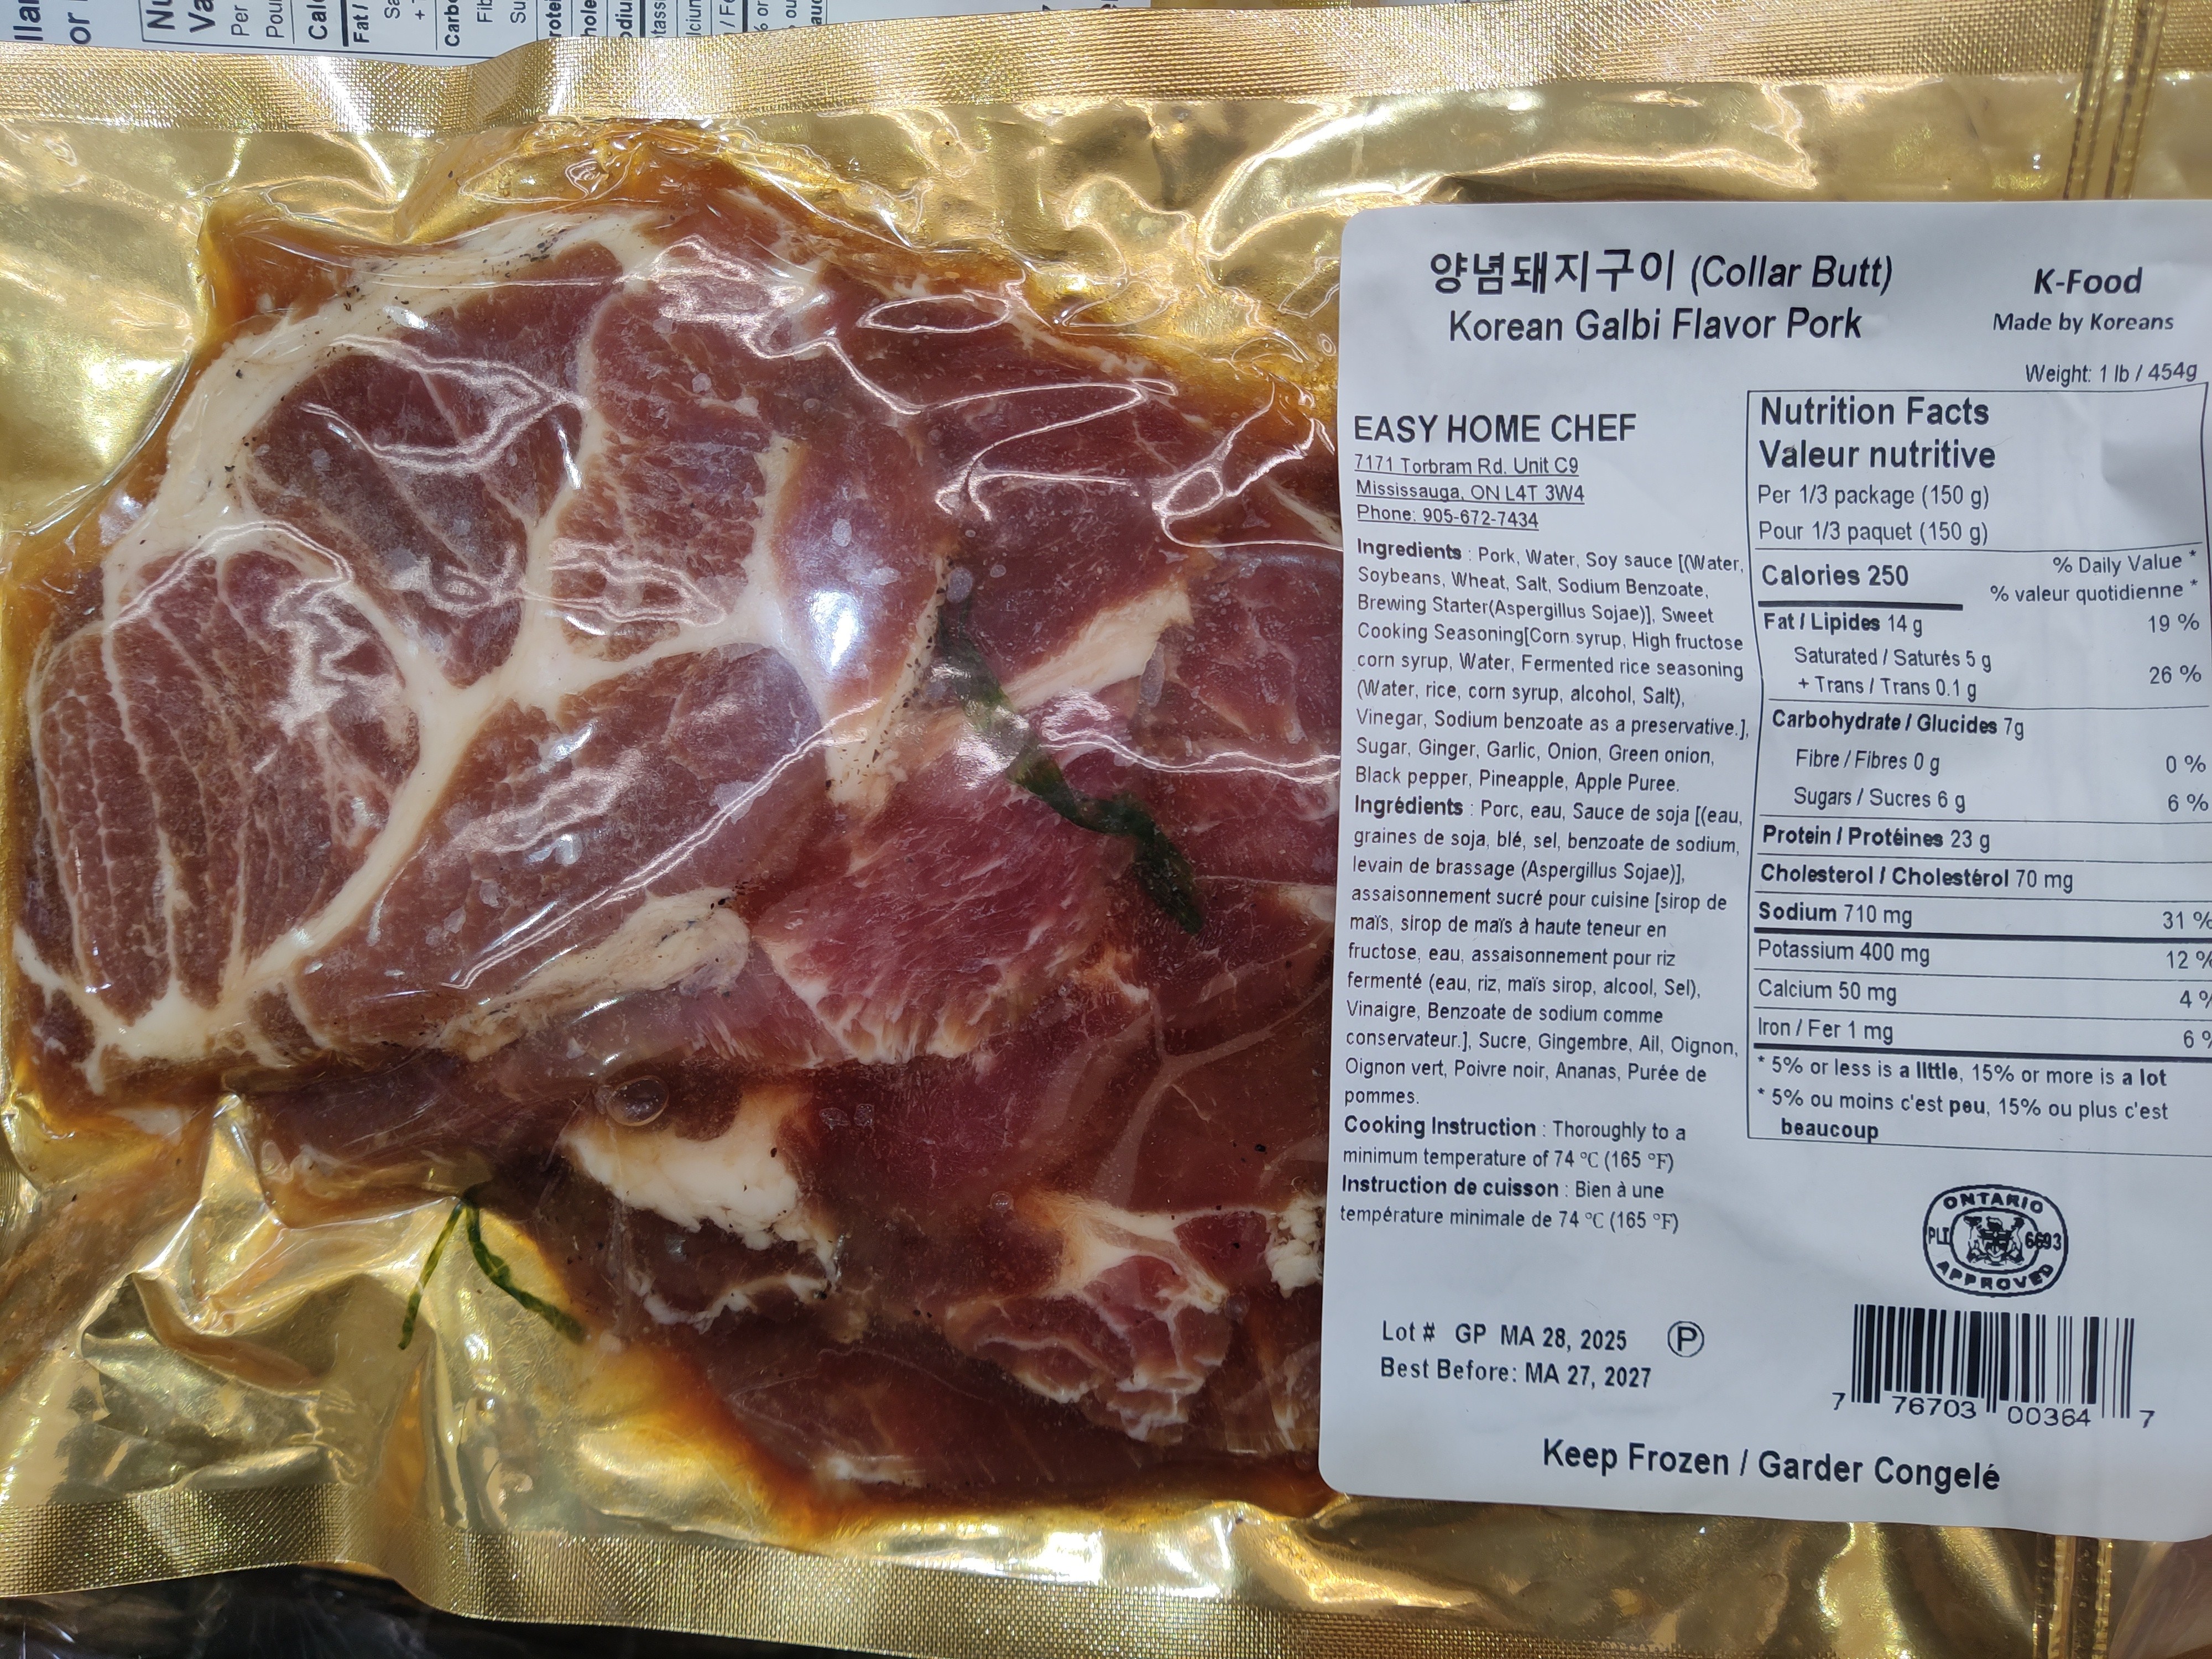 Nu
Va
Per
Pou
Cal
Fat /
Sa
+
Carbo
Fib
Su
양념돼지구이 (Collar Butt)
Korean Galbi Flavor Pork
K-Food
Made by Koreans
Weight: 1 lb / 454g
EASY HOME CHEF
7171 Torbram Rd. Unit C9
Mississauga, ON L4T 3W4
Phone: 905-672-7434
Ingredients : Pork, Water, Soy sauce [(Water,
Soybeans, Wheat, Salt, Sodium Benzoate,
Brewing Starter(Aspergillus Sojae)], Sweet
Cooking Seasoning[Corn syrup, High fructose
corn syrup, Water, Fermented rice seasoning
(Water, rice, corn syrup, alcohol, Salt),
Vinegar, Sodium benzoate as a preservative.],
Sugar, Ginger, Garlic, Onion, Green onion,
Black pepper, Pineapple, Apple Puree.
Ingrédients : Porc, eau, Sauce de soja [(eau,
graines de soja, blé, sel, benzoate de sodium,
levain de brassage (Aspergillus Sojae)],
assaisonnement sucré pour cuisine [sirop de
maïs, sirop de maïs à haute teneur en
fructose, eau, assaisonnement pour riz
fermenté (eau, riz, maïs sirop, alcool, Sel),
Vinaigre, Benzoate de sodium comme
conservateur.], Sucre, Gingembre, Ail, Oignon,
Oignon vert, Poivre noir, Ananas, Purée de
pommes.
Cooking Instruction : Thoroughly to a
minimum temperature of 74 ℃ (165 ℉)
Instruction de cuisson : Bien à une
température minimale de 74 ℃ (165 ℉)
Nutrition Facts
Valeur nutritive
Per 1/3 package (150 g)
Pour 1/3 paquet (150 g)
% Daily Value *
Calories 250
% valeur quotidienne *
Fat / Lipides 14 g 19 %
Saturated / Saturés 5 g
+ Trans / Trans 0.1 g 26 %
Carbohydrate / Glucides 7g
Fibre / Fibres 0 g 0 %
Sugars / Sucres 6 g 6 %
Protein / Protéines 23 g
Cholesterol / Cholestérol 70 mg
Sodium 710 mg 31 %
Potassium 400 mg 12 %
Calcium 50 mg 4 %
Iron / Fer 1 mg 6 %
* 5% or less is a little, 15% or more is a lot
* 5% ou moins c'est peu, 15% ou plus c'est
beaucoup
ONTARIO
PLT 6693
APPROVED
Lot # GP MA 28, 2025 Ⓟ
Best Before: MA 27, 2027
7 76703 00364 7
Keep Frozen / Garder Congelé